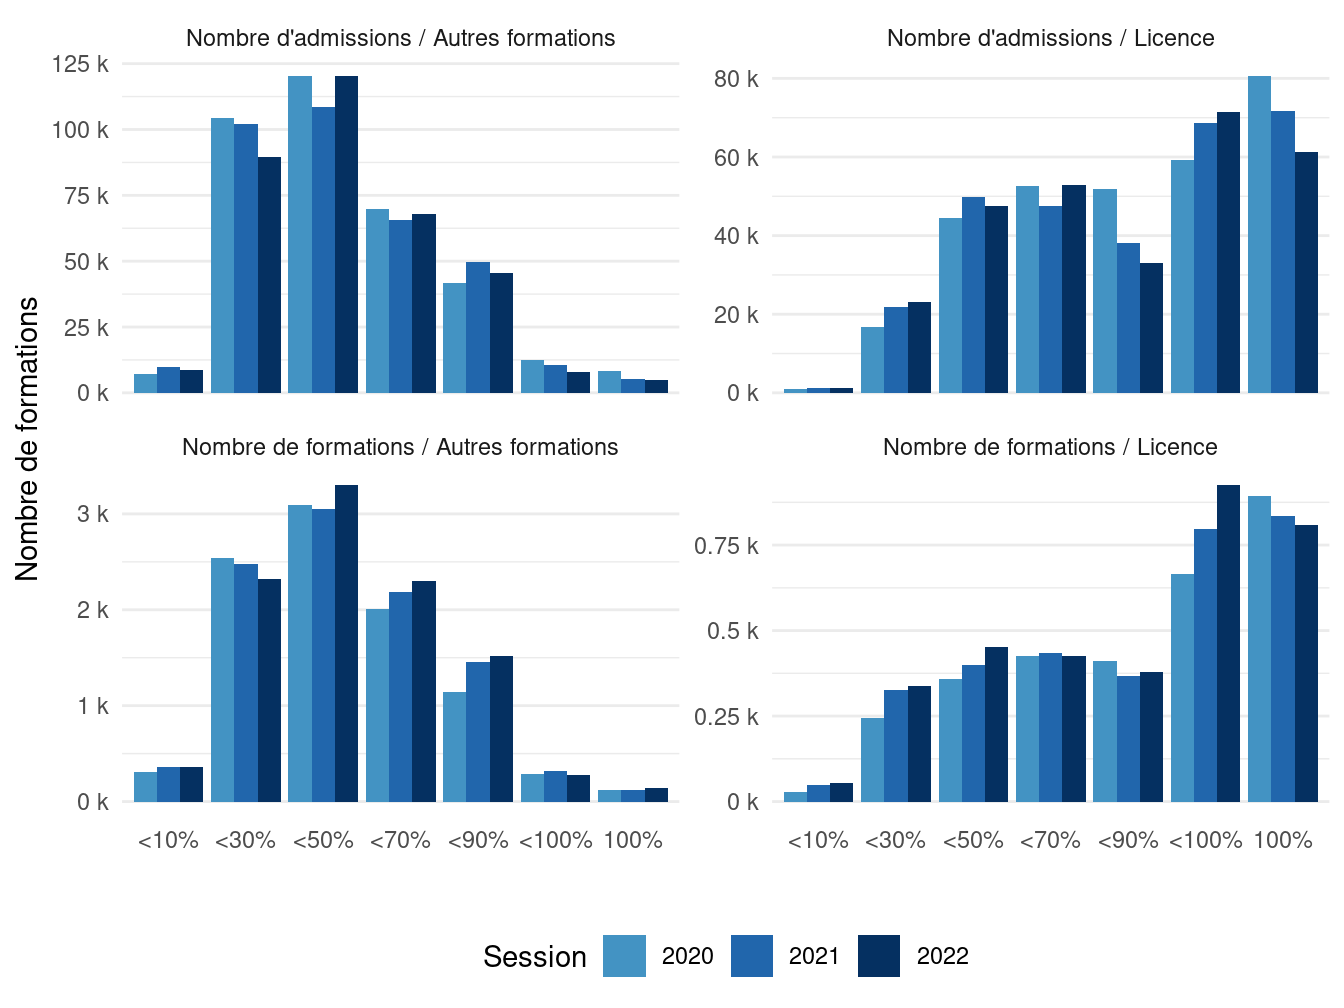 Nombre d'admissions / Autres formations
Nombre d'admissions / Licence
125 k
100 k
75 k
50 k
25 k
0 k
80 k
60 k
40 k
20 k
0 k
Nombre de formations
Nombre de formations / Autres formations
Nombre de formations / Licence
3 k
2 k
1 k
0 k
0.75 k
0.5 k
0.25 k
0 k
<10% <30% <50% <70% <90% <100% 100%
<10% <30% <50% <70% <90% <100% 100%
Session 2020 2021 2022